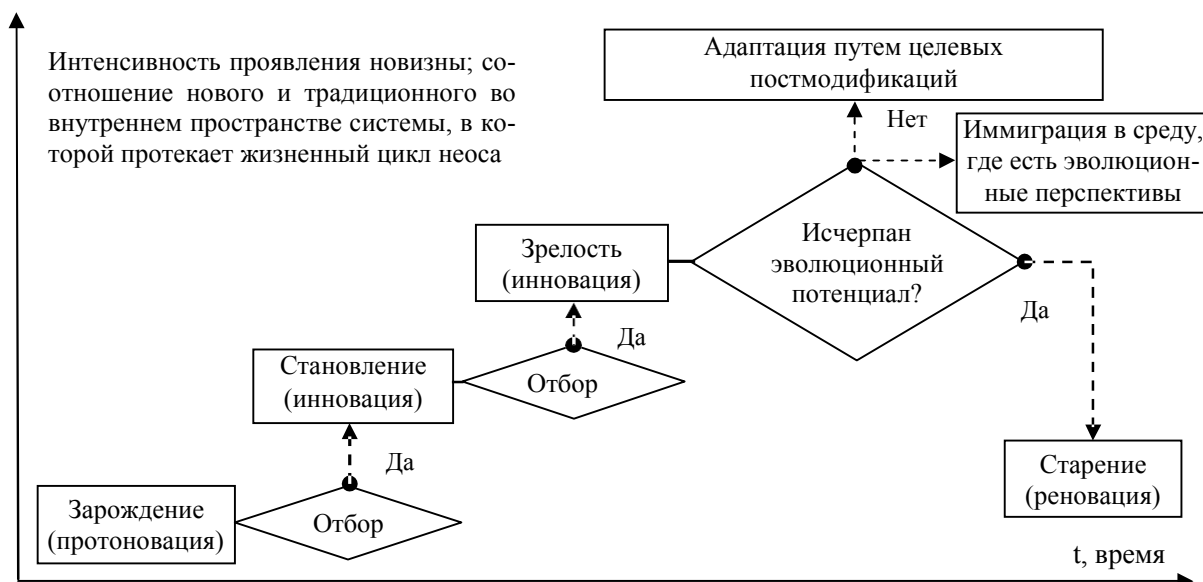 Интенсивность проявления новизны; со-
отношение нового и традиционного во
внутреннем пространстве системы, в ко-
торой протекает жизненный цикл неоса
Адаптация путем целевых
постмодификаций
Нет
Иммиграция в среду,
где есть эволюцион-
ные перспективы
Исчерпан
эволюционный
потенциал?
Да
Зрелость
(инновация)
Да
Становление
(инновация)
Отбор
Да
Зарождение
(протоновация)
Отбор
Старение
(реновация)
t, время